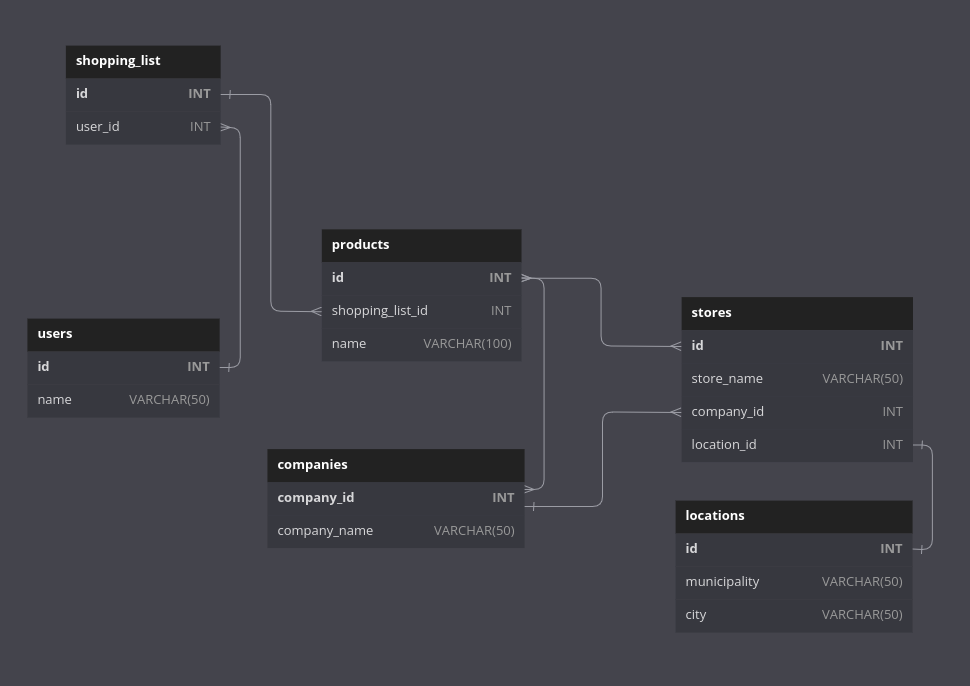 shopping_list
id INT
user_id INT
products
id INT
shopping_list_id INT
name VARCHAR(100)
stores
id INT
store_name VARCHAR(50)
company_id INT
location_id INT
users
id INT
name VARCHAR(50)
companies
company_id INT
company_name VARCHAR(50)
locations
id INT
municipality VARCHAR(50)
city VARCHAR(50)